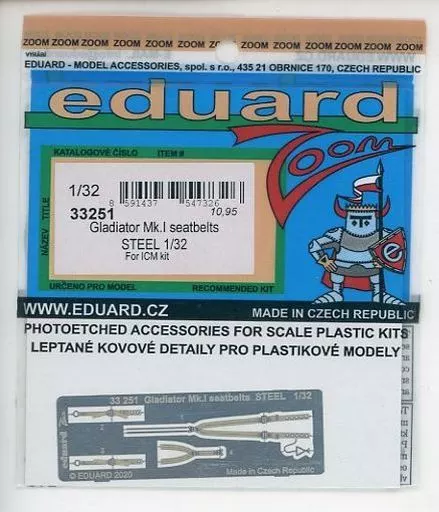 ZOOM ZOOM ZOOM ZOOM ZOOM ZOOM ZOOM ZOOM ZOOM ZOOM ZOOM
EDUARD - MODEL ACCESSORIES, spol. s r.o., 435 21 OBRNICE 170, CZECH REPUBLIC
eduard
Zoom
KATALOGOVÉ ČÍSLO ITEM #
1/32
8 591437 547326
33251 10,95
Gladiator Mk.I seatbelts
STEEL 1/32
For ICM kit
NÁZEV TITLE
URČENO PRO MODEL RECOMMENDED KIT
e
WWW.EDUARD.CZ MADE IN CZECH REPUBLIC
PHOTOETCHED ACCESSORIES FOR SCALE PLASTIC KITS
LEPTANÉ KOVOVÉ DETAILY PRO PLASTIKOVÉ MODELY
33 251 Gladiator Mk.I seatbelts STEEL 1/32
eduard
© EDUARD 2020 Made in Czech Republic